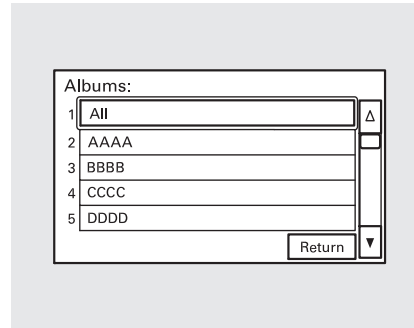 Albums:
1 All
2 AAAA
3 BBBB
4 CCCC
5 DDDD
Return